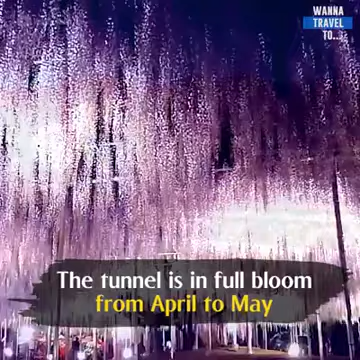 WANNA
TRAVEL
TO...
The tunnel is in full bloom
from April to May